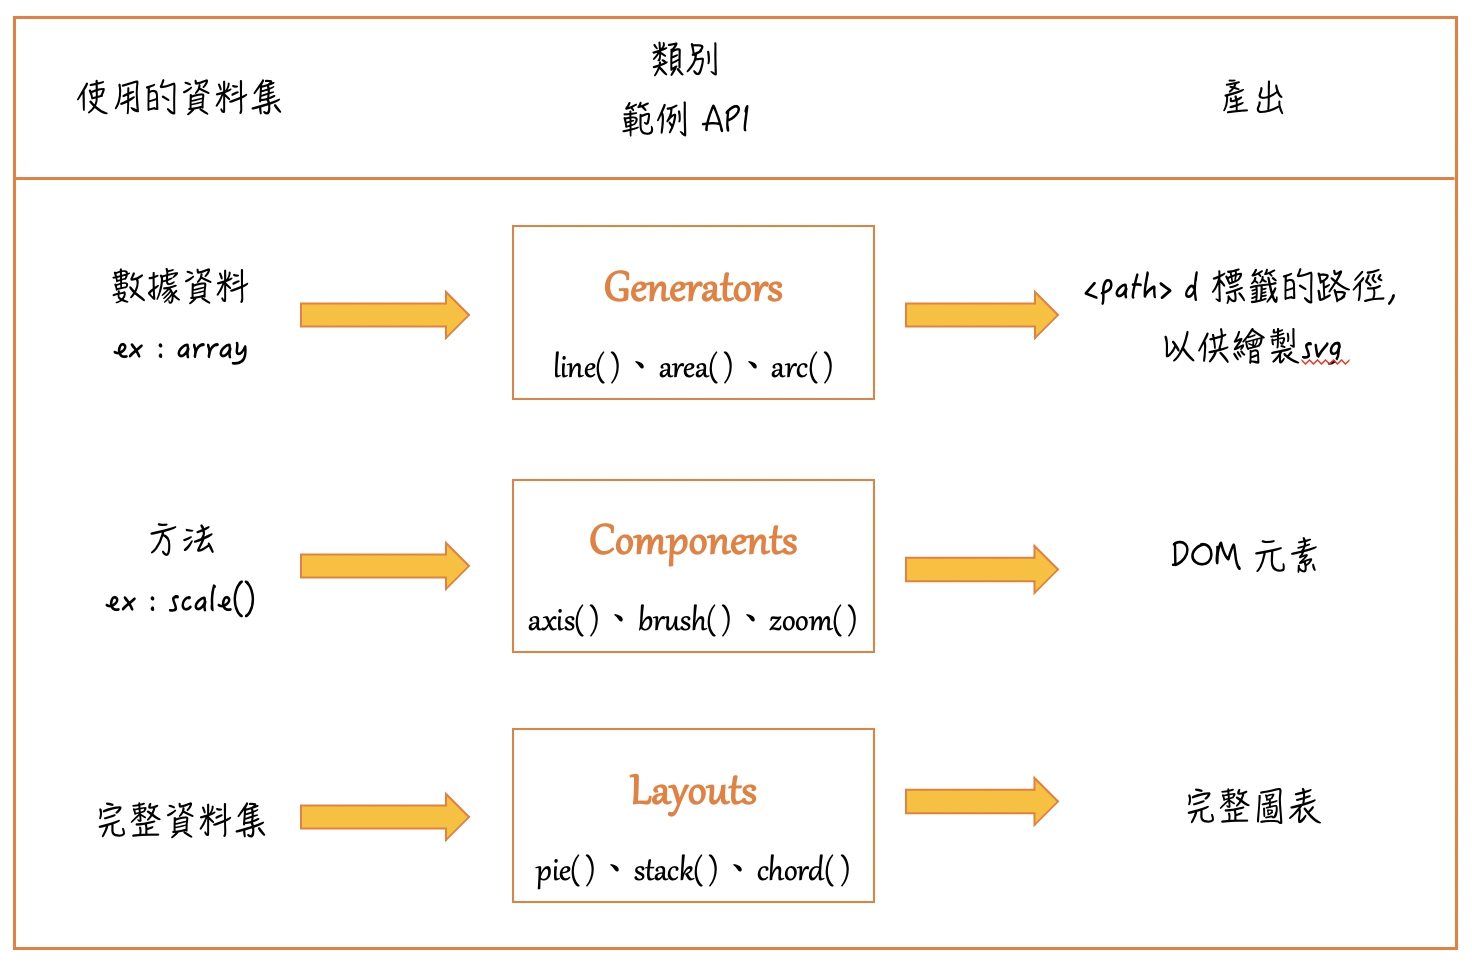 使用的資料集
類別
範例 API
產出
數據資料
ex : array
Generators
line()、area()、arc()
<path> d 標籤的路徑,
以供繪製svg
方法
ex : scale()
Components
axis()、brush()、zoom()
DOM 元素
完整資料集
Layouts
pie()、stack()、chord()
完整圖表